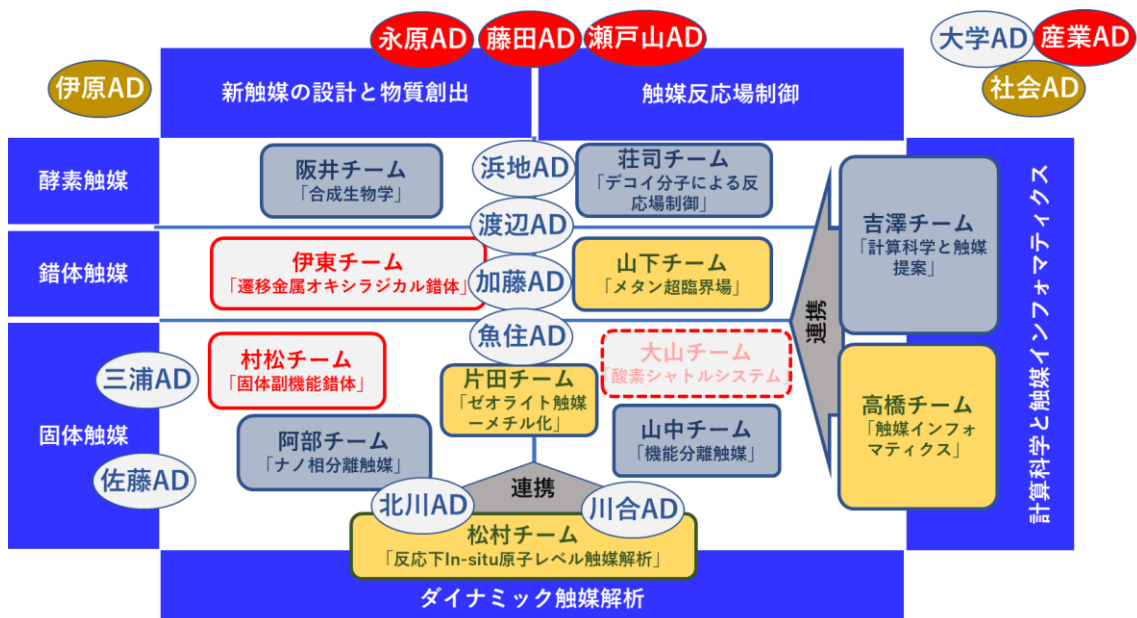 永原AD
藤田AD
瀬戸山AD
大学AD
産業AD
社会AD
伊原AD
新触媒の設計と物質創出
触媒反応場制御
酵素触媒
阪井チーム
「合成生物学」
浜地AD
荘司チーム
「デコイ分子による反
応場制御」
渡辺AD
錯体触媒
伊東チーム
「遷移金属オキシラジカル錯体」
加藤AD
山下チーム
「メタン超臨界場」
吉澤チーム
「計算科学と触媒
提案」
連携
計算科学と触媒インフォマティクス
魚住AD
固体触媒
三浦AD
佐藤AD
村松チーム
「固体副機能錯体」
片田チーム
「ゼオライト触媒
ーメチル化」
大山チーム
「酸素シャトルシステム」
高橋チーム
「触媒インフォ
マティクス」
阿部チーム
「ナノ相分離触媒」
山中チーム
「機能分離触媒」
連携
北川AD
川合AD
松村チーム
「反応下In-situ原子レベル触媒解析」
ダイナミック触媒解析